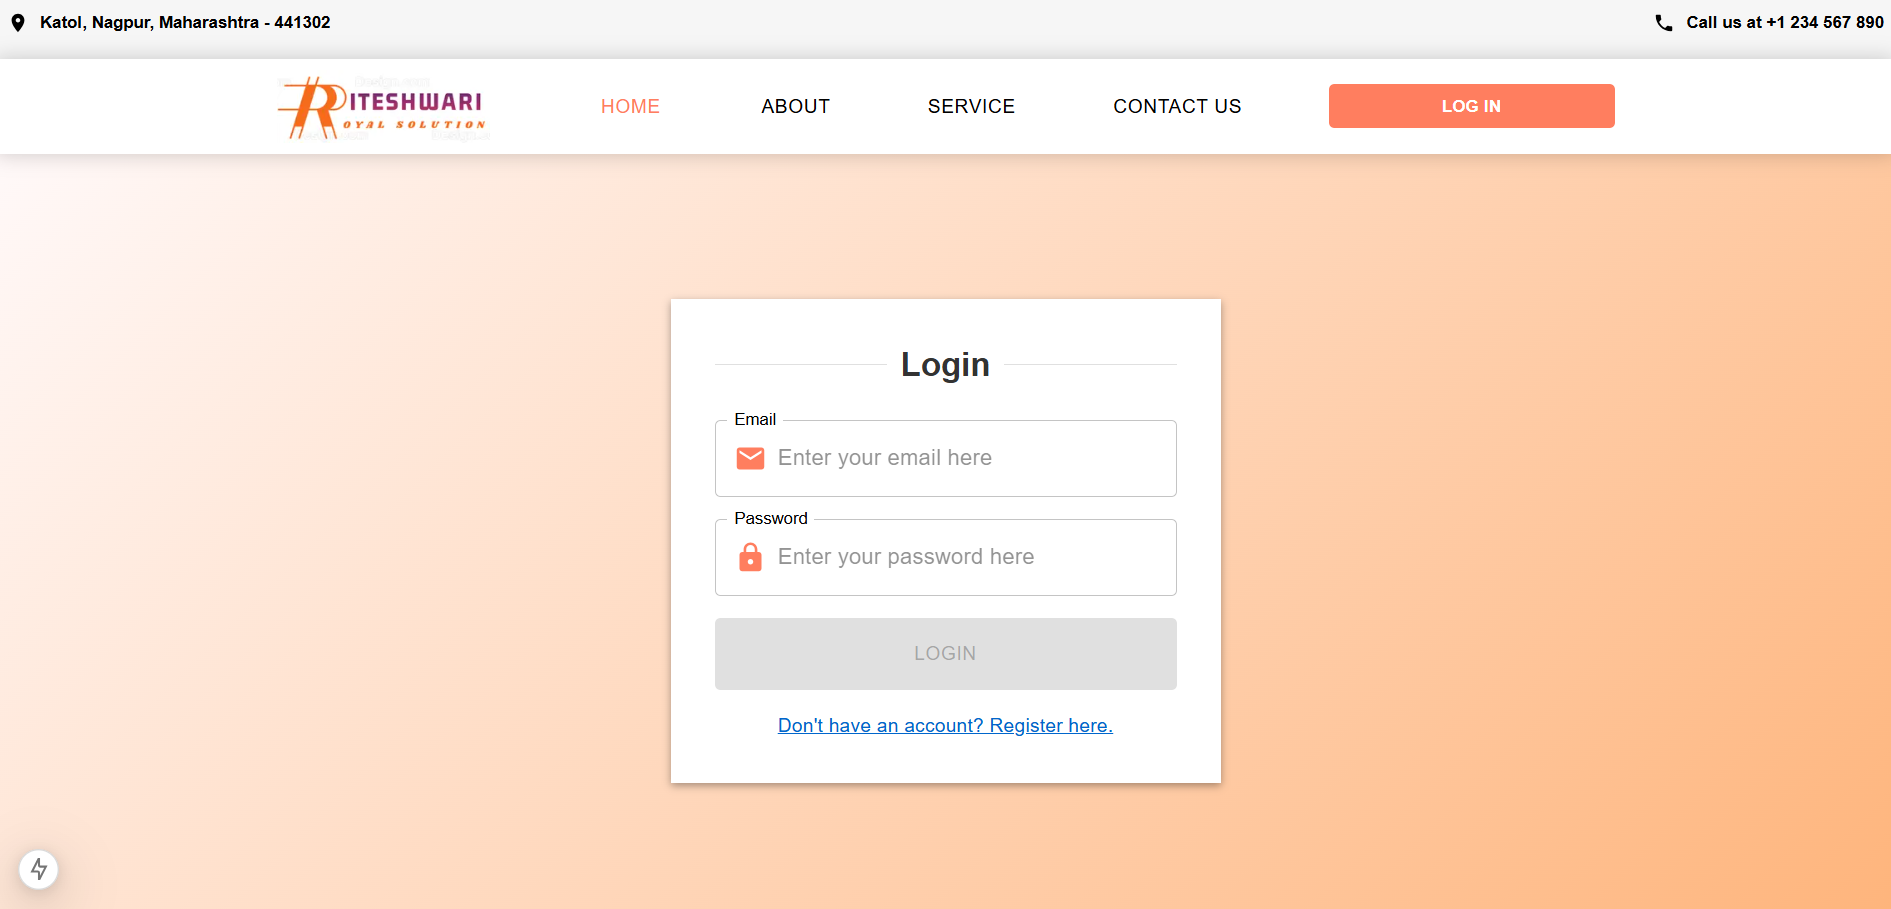 Katol, Nagpur, Maharashtra - 441302
Call us at +1 234 567 890
RITESHWARI
ROYAL SOLUTION
HOME
ABOUT
SERVICE
CONTACT US
LOG IN
Login
Email
Enter your email here
Password
Enter your password here
LOGIN
Don't have an account? Register here.